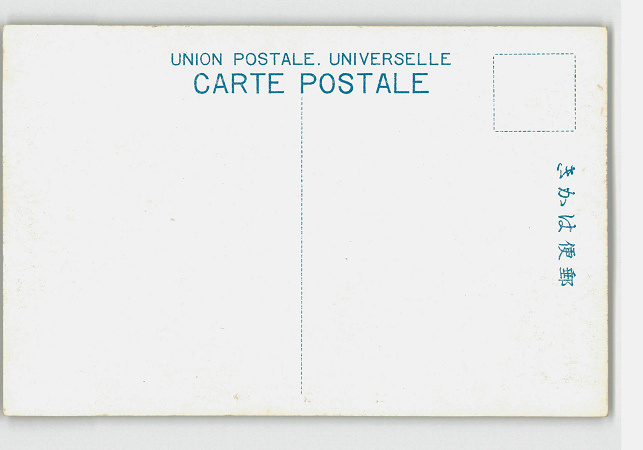 UNION POSTALE. UNIVERSELLE
CARTE POSTALE
郵便はかき